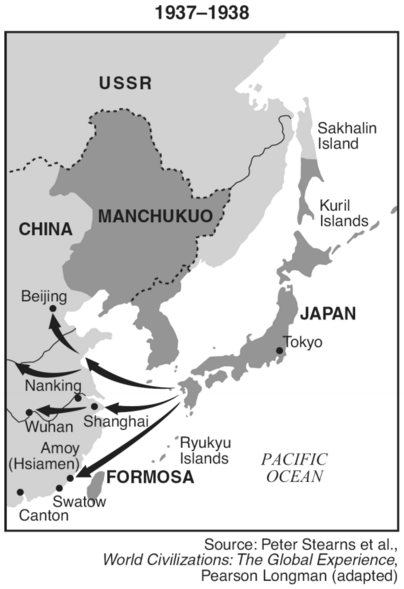 1937–1938
USSR
Sakhalin
Island
Kuril
Islands
CHINA
MANCHUKUO
Beijing
JAPAN
Tokyo
Nanking
Shanghai
Wuhan
Amoy
(Hsiamen)
Ryukyu
Islands
PACIFIC
OCEAN
FORMOSA
Swatow
Canton
Source: Peter Stearns et al.,
World Civilizations: The Global Experience,
Pearson Longman (adapted)